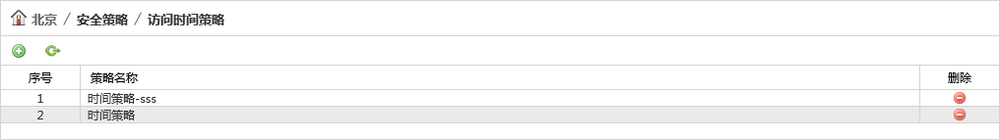 北京 / 安全策略 / 访问时间策略
序号 策略名称 删除
1 时间策略-sss
2 时间策略